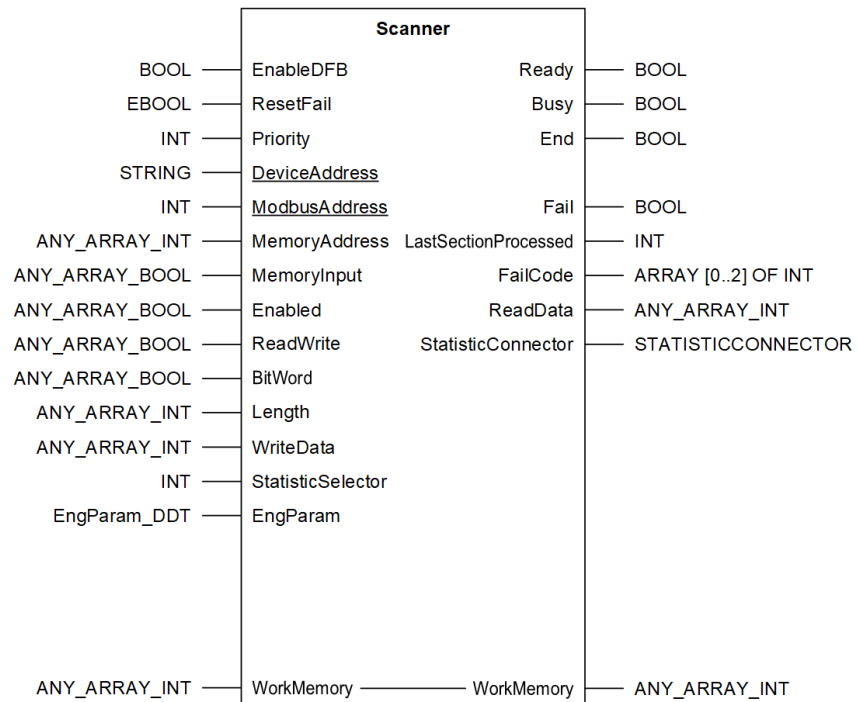 Scanner
BOOL EnableDFB Ready BOOL
EBOOL ResetFail Busy BOOL
INT Priority End BOOL
STRING DeviceAddress
INT ModbusAddress Fail BOOL
ANY_ARRAY_INT MemoryAddress LastSectionProcessed INT
ANY_ARRAY_BOOL MemoryInput FailCode ARRAY [0..2] OF INT
ANY_ARRAY_BOOL Enabled ReadData ANY_ARRAY_INT
ANY_ARRAY_BOOL ReadWrite StatisticConnector STATISTICCONNECTOR
ANY_ARRAY_BOOL BitWord
ANY_ARRAY_INT Length
ANY_ARRAY_INT WriteData
INT StatisticSelector
EngParam_DDT EngParam
ANY_ARRAY_INT WorkMemory WorkMemory ANY_ARRAY_INT